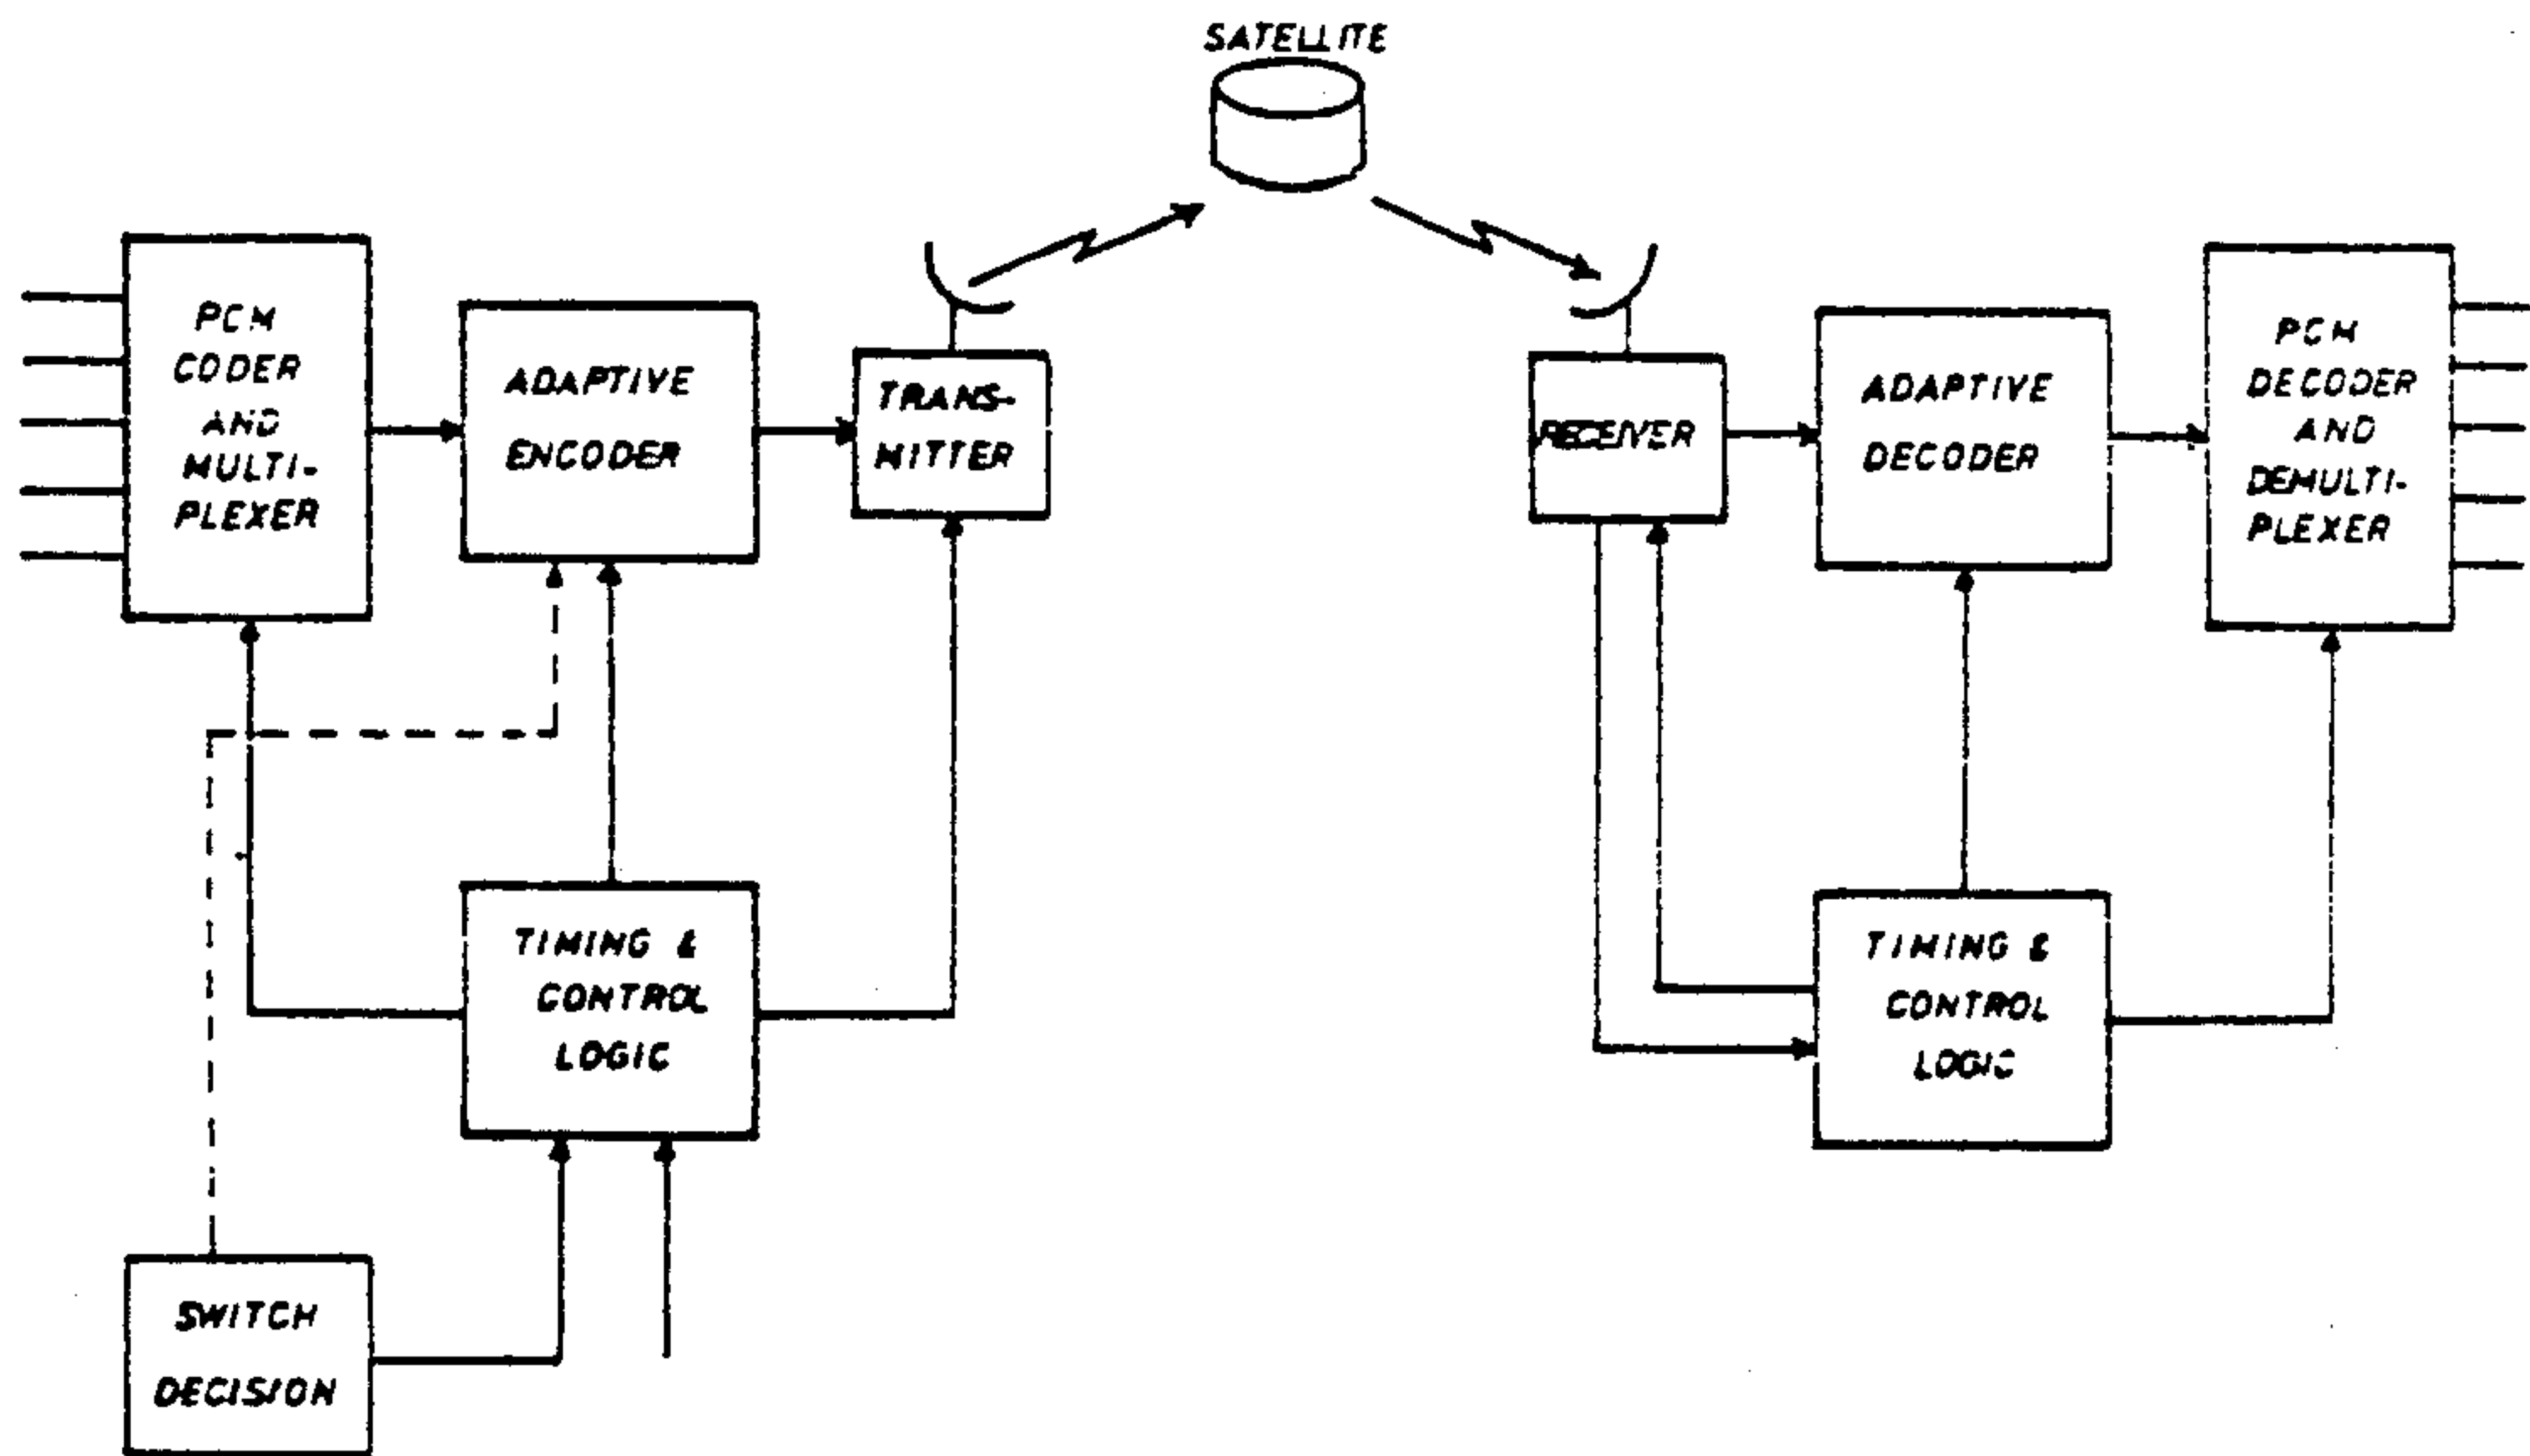 SATELLITE
PCM
CODER
AND
MULTI-
PLEXER
ADAPTIVE
ENCODER
TRANS-
MITTER
RECEIVER
ADAPTIVE
DECODER
PCM
DECODER
AND
DEMULTI-
PLEXER
TIMING &
CONTROL
LOGIC
TIMING &
CONTROL
LOGIC
SWITCH
DECISION